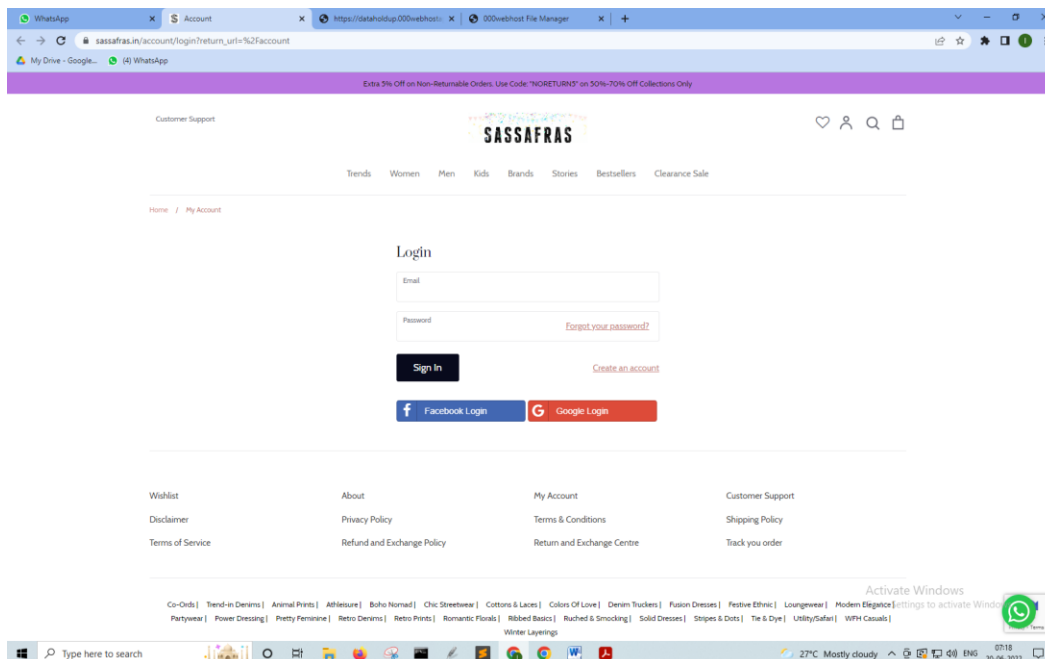 WhatsApp
Account
https://dataholdup.000webhosta
000webhost File Manager
sassafras.in/account/login?return_url=%2Faccount
My Drive - Google...
(4) WhatsApp
Extra 5% Off on Non-Returnable Orders. Use Code: "NORETURN5" on 50%-70% Off Collections Only
Customer Support
SASSAFRAS
Trends Women Men Kids Brands Stories Bestsellers Clearance Sale
Home / My Account
Login
Email
Password
Forgot your password?
Sign In
Create an account
Facebook Login
Google Login
Wishlist About My Account Customer Support
Disclaimer Privacy Policy Terms & Conditions Shipping Policy
Terms of Service Refund and Exchange Policy Return and Exchange Centre Track you order
Activate Windows
Co-Ords | Trend-in Denims | Animal Prints | Athleisure | Boho Nomad | Chic Streetwear | Cottons & Laces | Colors Of Love | Denim Truckers | Fusion Dresses | Festive Ethnic | Loungewear | Modern Elegance |
settings to activate
Partywear | Power Dressing | Pretty Feminine | Retro Denims | Retro Prints | Romantic Florals | Ribbed Basics | Ruched & Smocking | Solid Dresses | Stripes & Dots | Tie & Dye | Utility/Safari | WFH Casuals |
Winter Layerings
Terms
Type here to search
27°C Mostly cloudy
ENG
07:18
20-06-2022